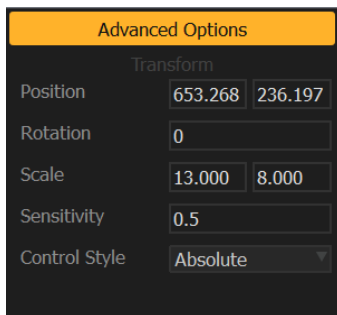 Advanced Options
Transform
Position 653.268 236.197
Rotation 0
Scale 13.000 8.000
Sensitivity 0.5
Control Style Absolute